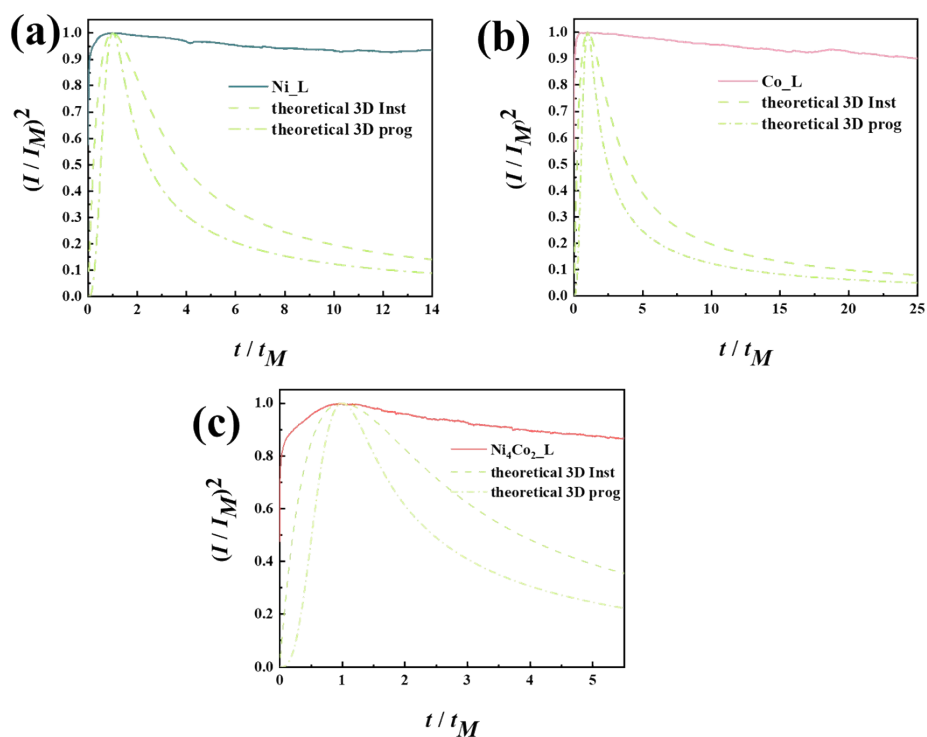 (a)
1.0
0.9
0.8
0.7
0.6
0.5
0.4
0.3
0.2
0.1
0.0
(I / I_M)²
Ni_L
theoretical 3D Inst
theoretical 3D prog
0 2 4 6 8 10 12 14
t / t_M
(b)
1.0
0.9
0.8
0.7
0.6
0.5
0.4
0.3
0.2
0.1
0.0
(I / I_M)²
Co_L
theoretical 3D Inst
theoretical 3D prog
0 5 10 15 20 25
t / t_M
(c)
1.0
0.8
0.6
0.4
0.2
0.0
(I / I_M)²
Ni₄Co₂_L
theoretical 3D Inst
theoretical 3D prog
0 1 2 3 4 5
t / t_M